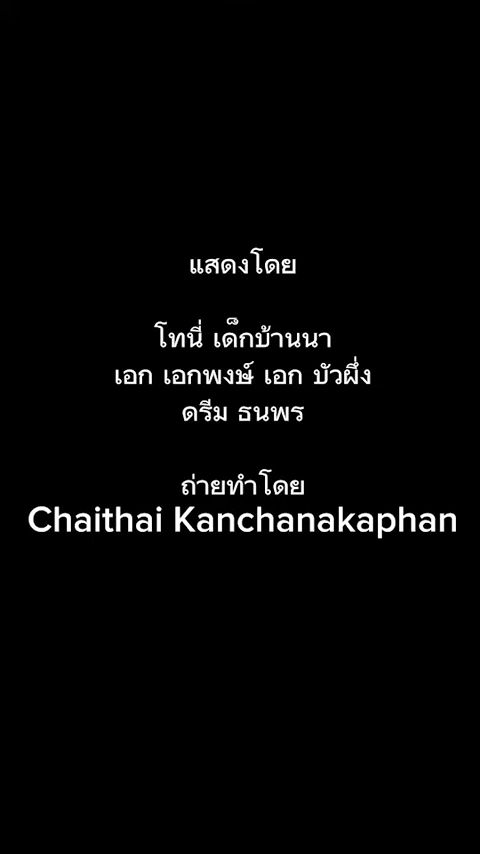 แสดงโดย
โทนี่ เด็กบ้านนา
เอก เอกพงษ์ เอก บัวผึ่ง
ดรีม ธนพร
ถ่ายทำโดย
Chaithai Kanchanakaphan